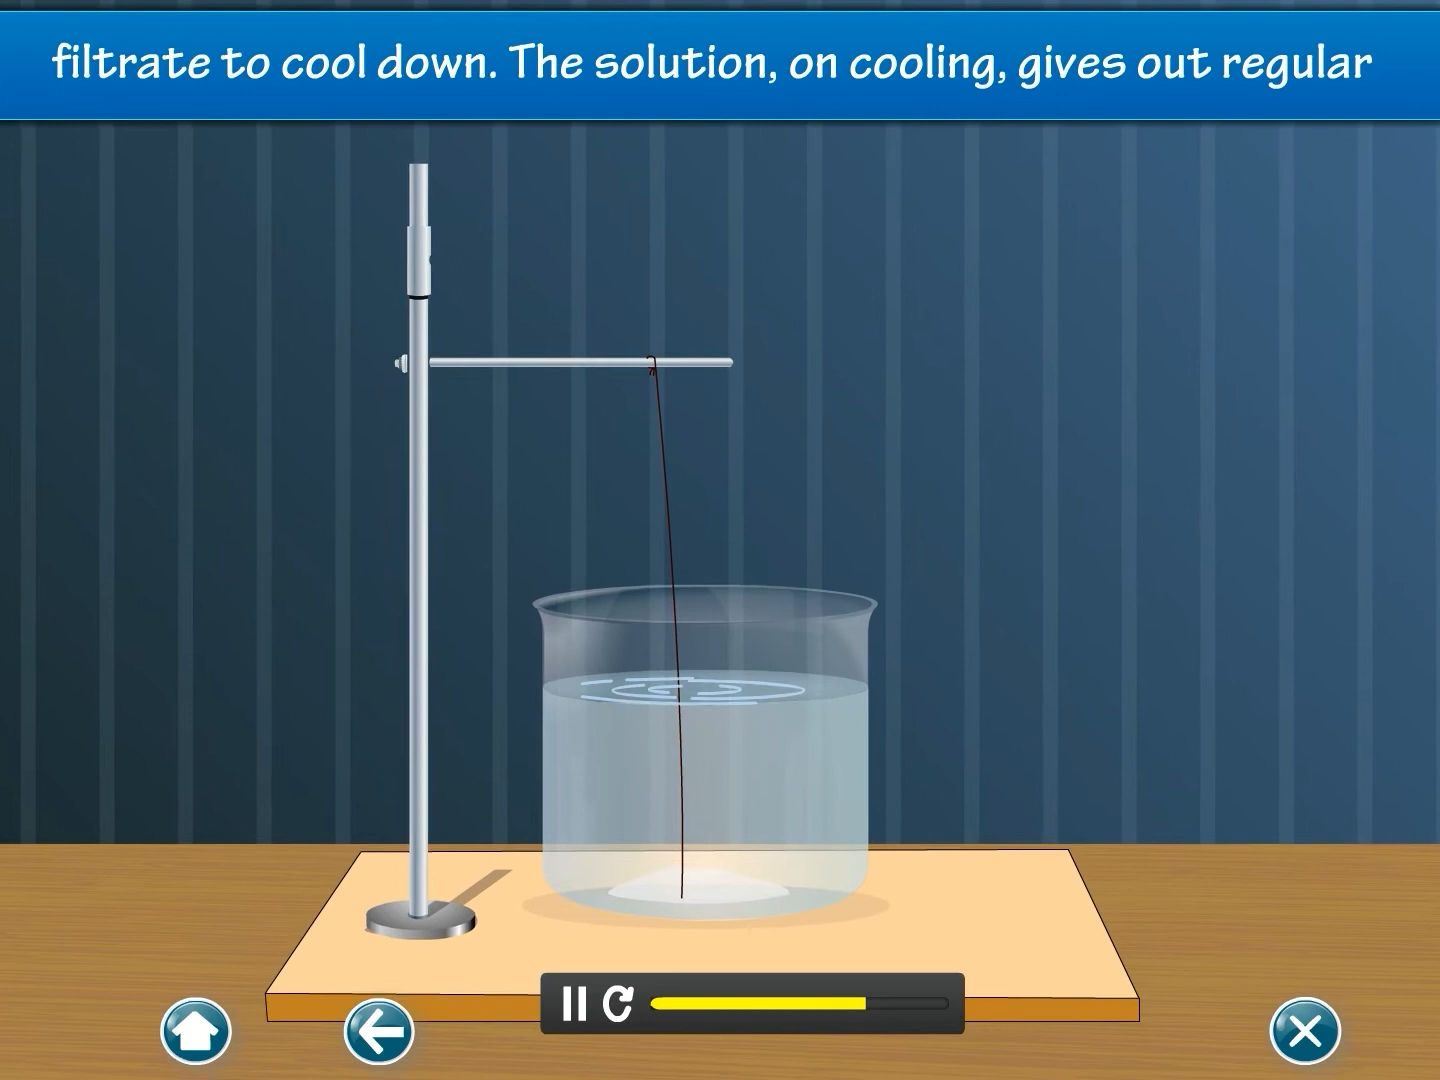 filtrate to cool down. The solution, on cooling, gives out regular